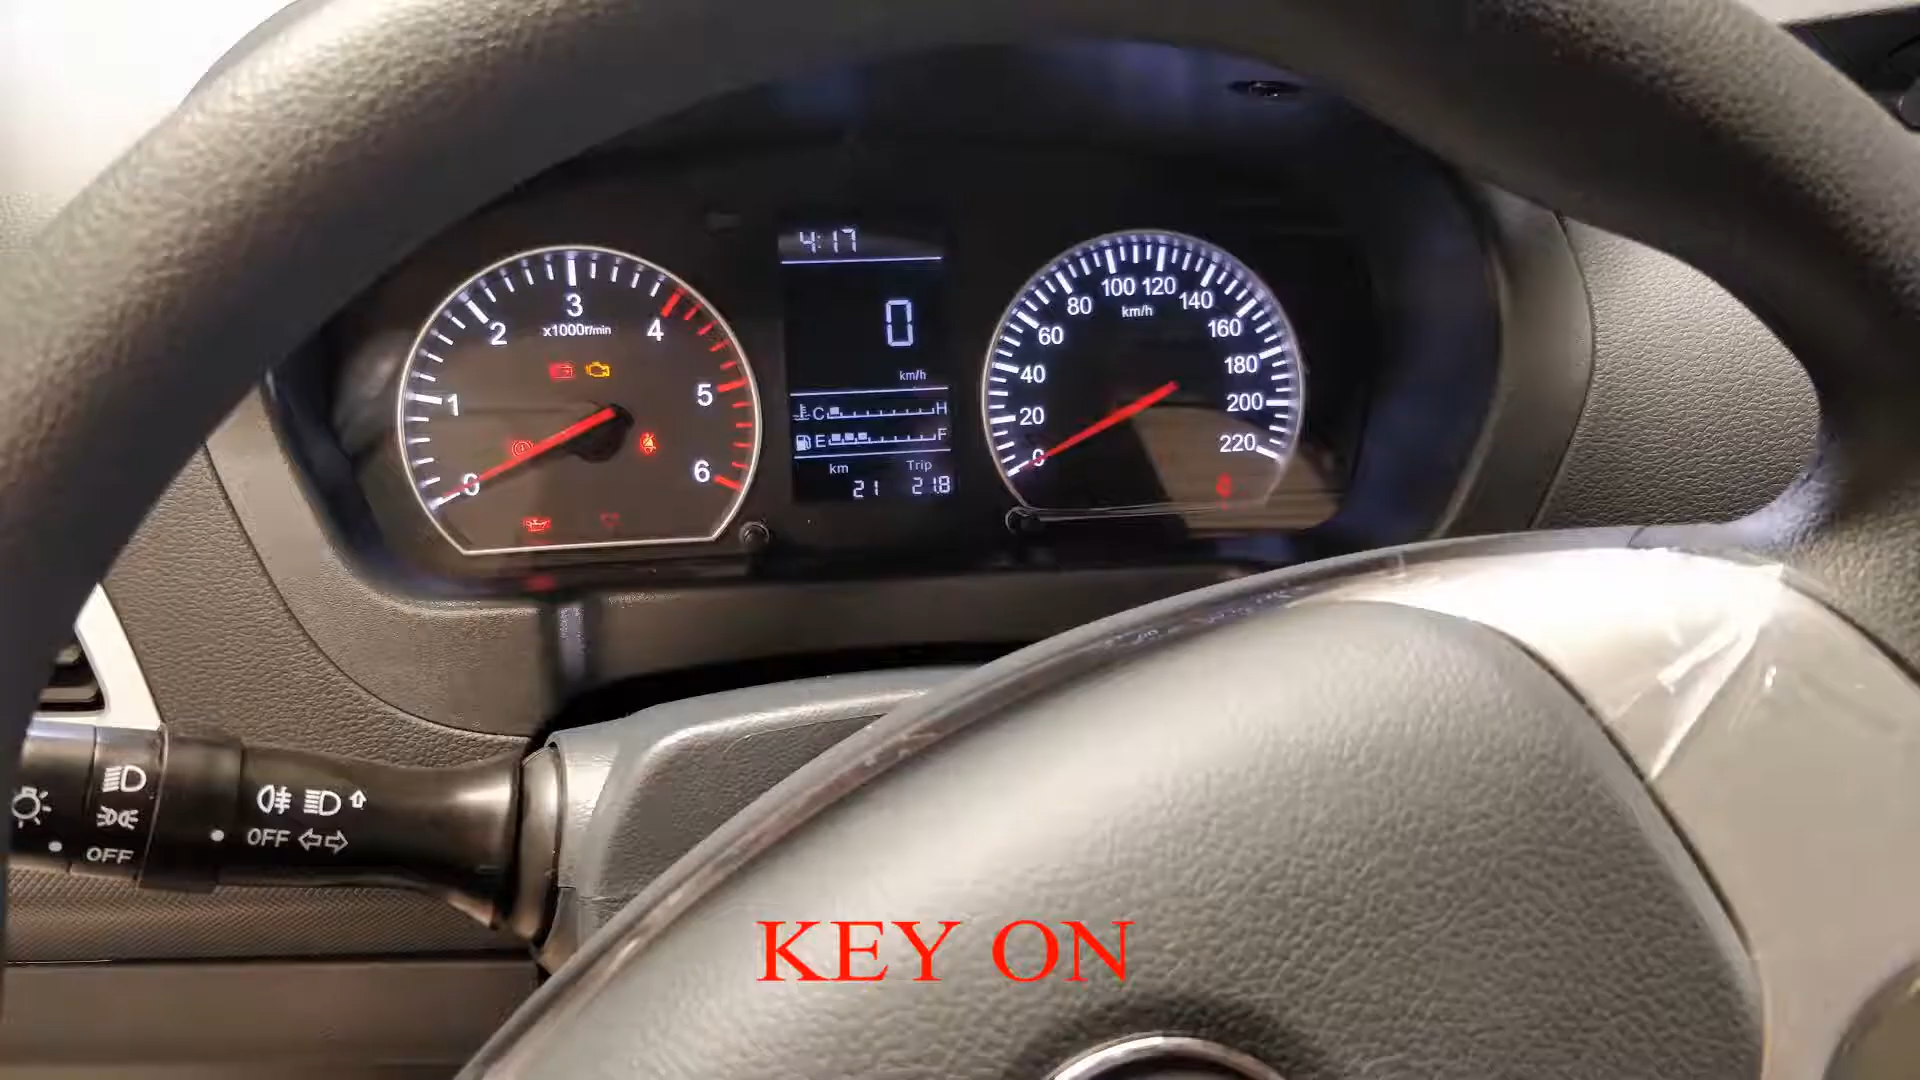 4:17
0
km/h
C H
E F
km Trip
21 21.8
0 1 2 3 4 5 6
x1000r/min
0 20 40 60 80 100 120 140 160 180 200 220
km/h
OFF
OFF
KEY ON